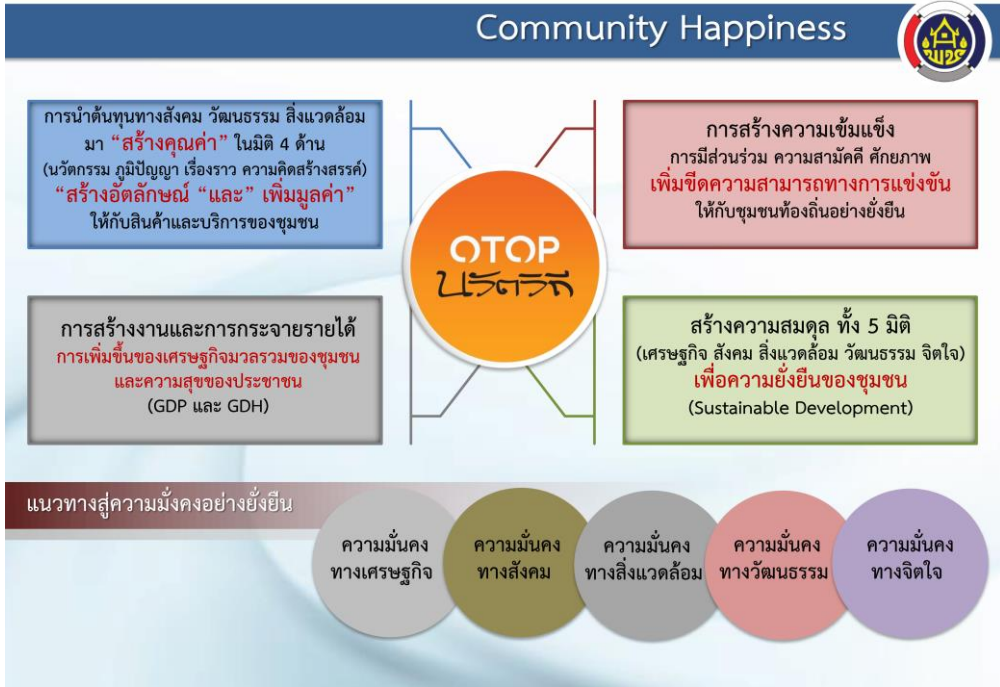 Community Happiness
พช
การนำต้นทุนทางสังคม วัฒนธรรม สิ่งแวดล้อม
มา “สร้างคุณค่า” ในมิติ 4 ด้าน
(นวัตกรรม ภูมิปัญญา เรื่องราว ความคิดสร้างสรรค์)
“สร้างอัตลักษณ์ “และ” เพิ่มมูลค่า”
ให้กับสินค้าและบริการของชุมชน
การสร้างความเข้มแข็ง
การมีส่วนร่วม ความสามัคคี ศักยภาพ
เพิ่มขีดความสามารถทางการแข่งขัน
ให้กับชุมชนท้องถิ่นอย่างยั่งยืน
OTOP
นวัตวิถี
การสร้างงานและการกระจายรายได้
การเพิ่มขึ้นของเศรษฐกิจมวลรวมของชุมชน
และความสุขของประชาชน
(GDP และ GDH)
สร้างความสมดุล ทั้ง 5 มิติ
(เศรษฐกิจ สังคม สิ่งแวดล้อม วัฒนธรรม จิตใจ)
เพื่อความยั่งยืนของชุมชน
(Sustainable Development)
แนวทางสู่ความมั่งคงอย่างยั่งยืน
ความมั่นคง
ทางเศรษฐกิจ
ความมั่นคง
ทางสังคม
ความมั่นคง
ทางสิ่งแวดล้อม
ความมั่นคง
ทางวัฒนธรรม
ความมั่นคง
ทางจิตใจ